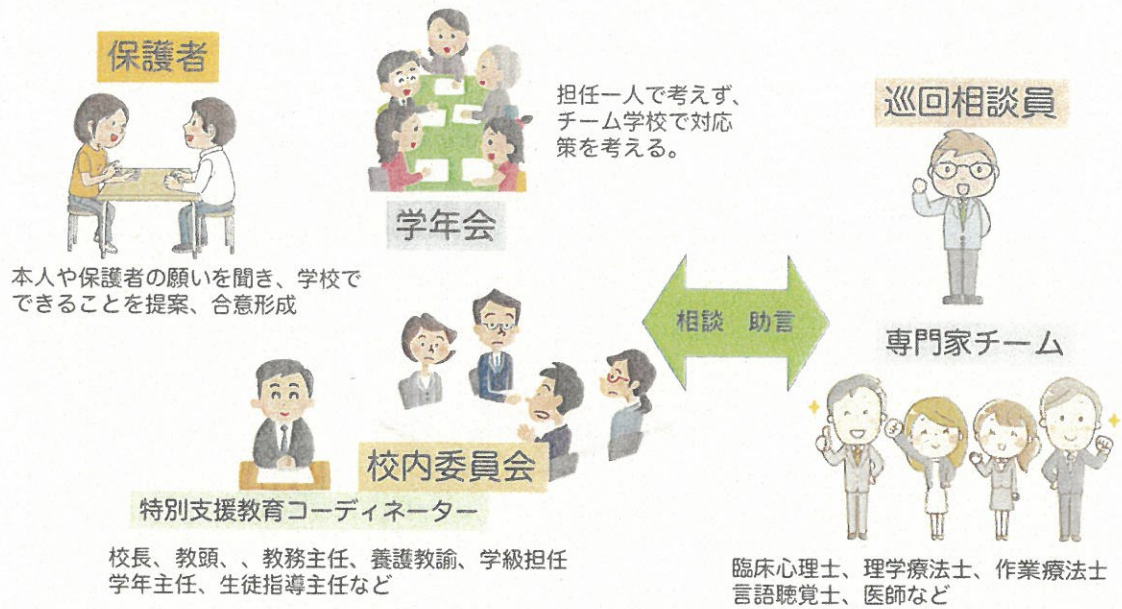 保護者
本人や保護者の願いを聞き、学校で
できることを提案、合意形成
担任一人で考えず、
チーム学校で対応
策を考える。
学年会
校内委員会
特別支援教育コーディネーター
校長、教頭、、教務主任、養護教諭、学級担任
学年主任、生徒指導主任など
相談　助言
巡回相談員
専門家チーム
臨床心理士、理学療法士、作業療法士
言語聴覚士、医師など